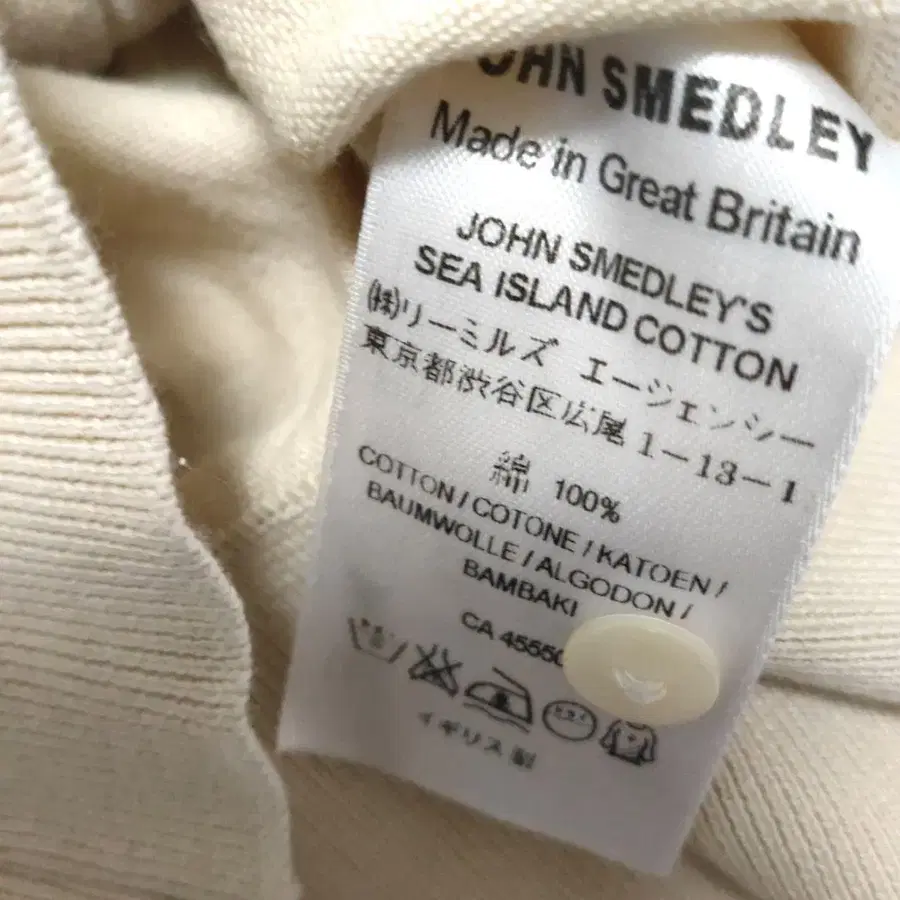 JOHN SMEDLEY
Made in Great Britain
JOHN SMEDLEY'S
SEA ISLAND COTTON
(株)リーミルズ エージェンシー
東京都渋谷区広尾1-13-1
綿 100%
COTTON / COTONE / KATOEN /
BAUMWOLLE / ALGODON /
BAMBAKI
CA 45550
イギリス製